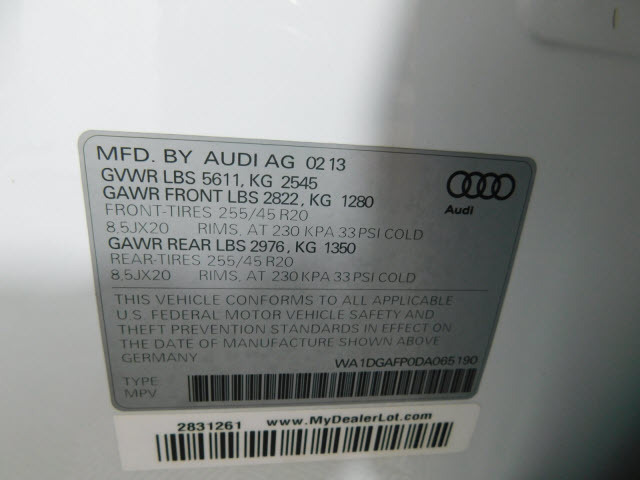 MFD. BY AUDI AG 02 13
GVWR LBS 5611, KG 2545
GAWR FRONT LBS 2822, KG 1280
FRONT-TIRES 255/45 R20
8,5JX20 RIMS, AT 230 KPA 33 PSI COLD
GAWR REAR LBS 2976, KG 1350
REAR-TIRES 255/45 R20
8,5JX20 RIMS, AT 230 KPA 33 PSI COLD
Audi
THIS VEHICLE CONFORMS TO ALL APPLICABLE
U.S. FEDERAL MOTOR VEHICLE SAFETY AND
THEFT PREVENTION STANDARDS IN EFFECT ON
THE DATE OF MANUFACTURE SHOWN ABOVE.
GERMANY WA1DGAFP0DA065190
TYPE
MPV
2831261 www.MyDealerLot.com